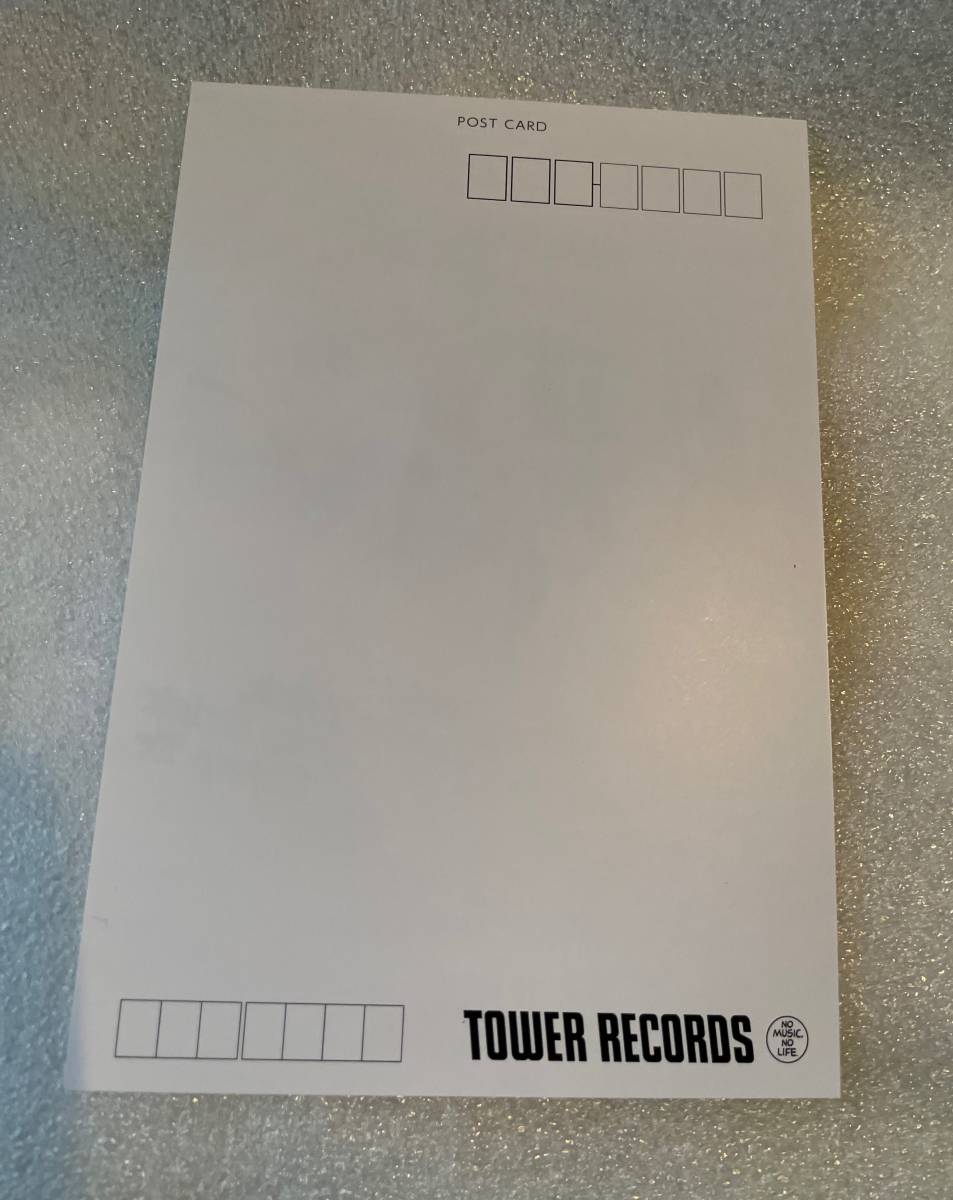 POST CARD
TOWER RECORDS
NO
MUSIC.
NO
LIFE.